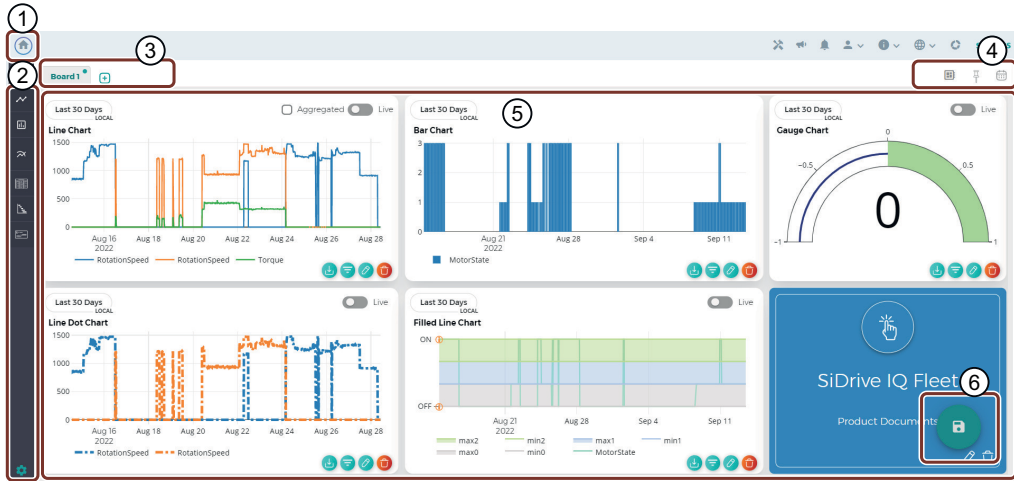 1
3
4
2
Board 1
5
Last 30 Days
LOCAL
Aggregated
Live
Line Chart
1500
1000
500
0
Aug 16
2022
Aug 18
Aug 20
Aug 22
Aug 24
Aug 26
Aug 28
RotationSpeed
RotationSpeed
Torque
Last 30 Days
LOCAL
Live
Bar Chart
3
2
1
0
Aug 21
2022
Aug 28
Sep 4
Sep 11
MotorState
Last 30 Days
LOCAL
Live
Gauge Chart
0
-0.5
0.5
0
-1
1
Last 30 Days
LOCAL
Live
Line Dot Chart
1500
1000
500
0
Aug 16
2022
Aug 18
Aug 20
Aug 22
Aug 24
Aug 26
Aug 28
RotationSpeed
RotationSpeed
Last 30 Days
LOCAL
Live
Filled Line Chart
ON
OFF
Aug 21
2022
Aug 28
Sep 4
Sep 11
max2
min2
max1
min1
max0
min0
MotorState
SiDrive IQ Fleet
6
Product Documents